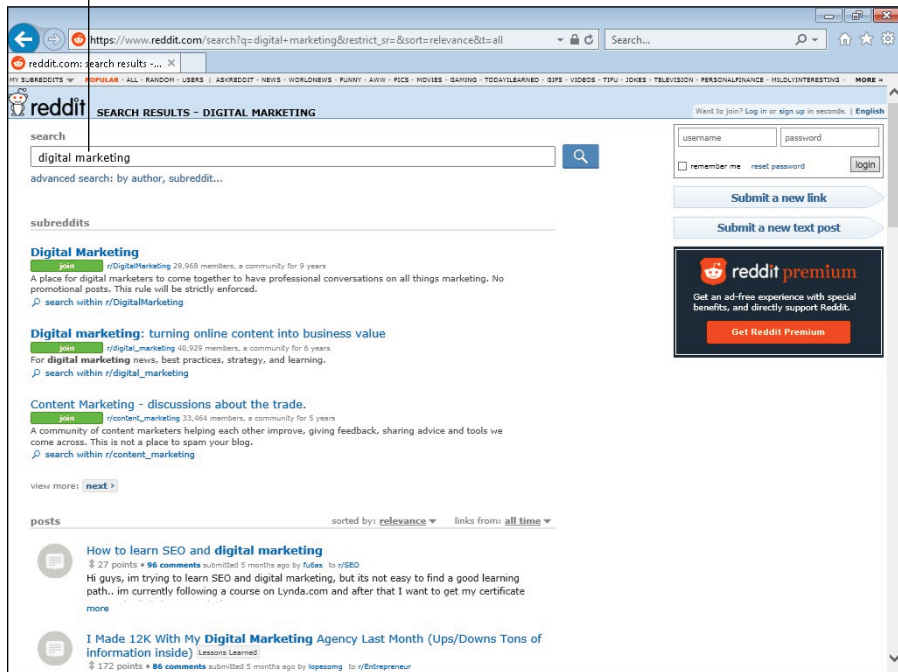 https://www.reddit.com/search?q=digital+marketing&restrict_sr=&sort=relevance&t=all
Search...
reddit.com: search results -...
MY SUBREDDITS POPULAR - ALL - RANDOM - USERS | ASKREDDIT - NEWS - WORLDNEWS - FUNNY - AWW - PICS - MOVIES - GAMING - TODAYILEARNED - GIFS - VIDEOS - TIFU - JOKES - TELEVISION - PERSONALFINANCE - MILDLYINTERESTING - MORE »
reddit SEARCH RESULTS - DIGITAL MARKETING
Want to join? Log in or sign up in seconds. | English
search
digital marketing
advanced search: by author, subreddit...
username password
remember me reset password login
Submit a new link
Submit a new text post
reddit premium
Get an ad-free experience with special
benefits, and directly support Reddit.
Get Reddit Premium
subreddits
Digital Marketing
join r/DigitalMarketing 29,968 members, a community for 9 years
A place for digital marketers to come together to have professional conversations on all things marketing. No
promotional posts. This rule will be strictly enforced.
search within r/DigitalMarketing
Digital marketing: turning online content into business value
join r/digital_marketing 40,929 members, a community for 6 years
For digital marketing news, best practices, strategy, and learning.
search within r/digital_marketing
Content Marketing - discussions about the trade.
join r/content_marketing 33,464 members, a community for 5 years
A community of content marketers helping each other improve, giving feedback, sharing advice and tools we
come across. This is not a place to spam your blog.
search within r/content_marketing
view more: next ›
posts sorted by: relevance links from: all time
How to learn SEO and digital marketing
27 points • 96 comments submitted 5 months ago by fu6as to r/SEO
Hi guys, im trying to learn SEO and digital marketing, but its not easy to find a good learning
path.. im currently following a course on Lynda.com and after that I want to get my certificate
more
I Made 12K With My Digital Marketing Agency Last Month (Ups/Downs Tons of
information inside) Lessons Learned
172 points • 86 comments submitted 5 months ago by lopezomg to r/Entrepreneur